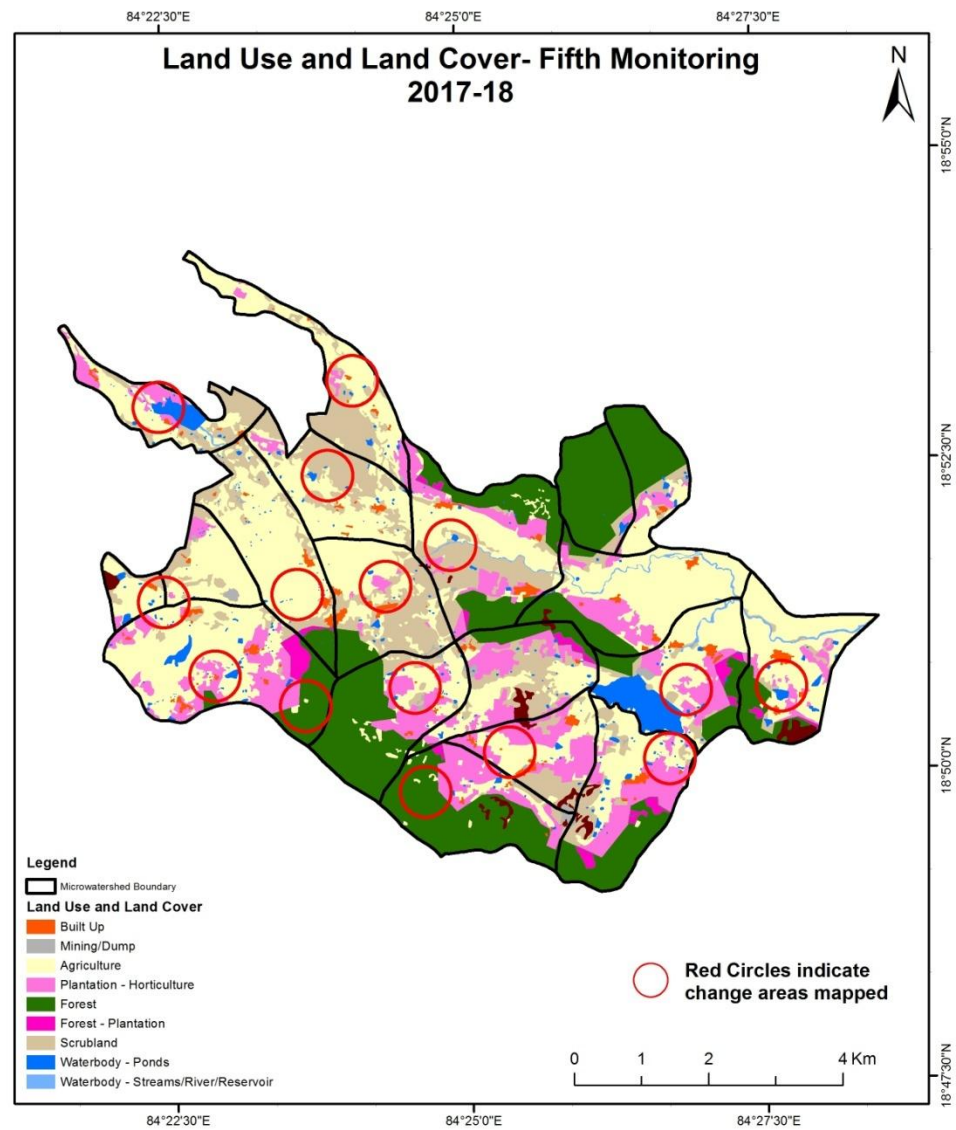 84°22'30"E
84°25'0"E
84°27'30"E
Land Use and Land Cover- Fifth Monitoring
2017-18
N
18°55'0"N
18°52'30"N
18°50'0"N
18°47'30"N
Legend
Microwatershed Boundary
Land Use and Land Cover
Built Up
Mining/Dump
Agriculture
Plantation - Horticulture
Forest
Forest - Plantation
Scrubland
Waterbody - Ponds
Waterbody - Streams/River/Reservoir
Red Circles indicate
change areas mapped
0 1 2 4 Km
84°22'30"E
84°25'0"E
84°27'30"E